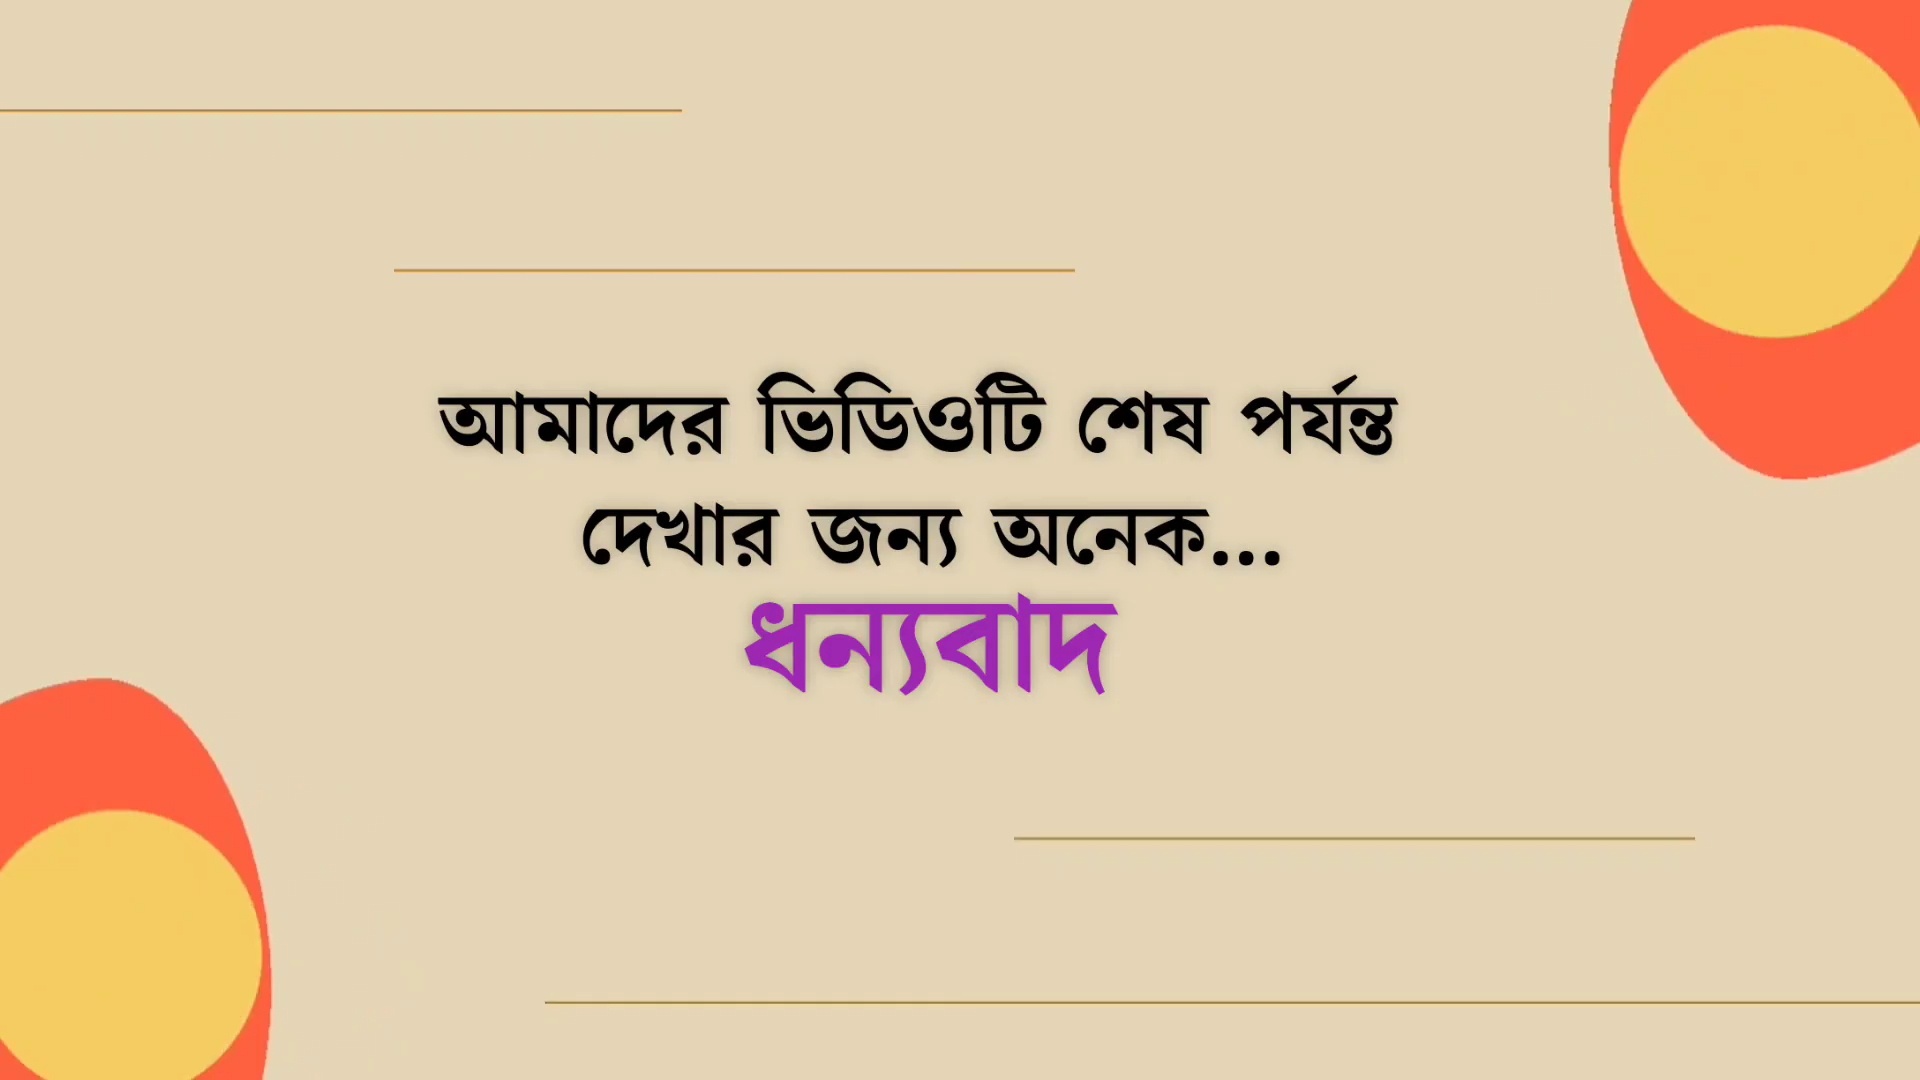 আমাদের ভিডিওটি শেষ পর্যন্ত
দেখার জন্য অনেক...
ধন্যবাদ